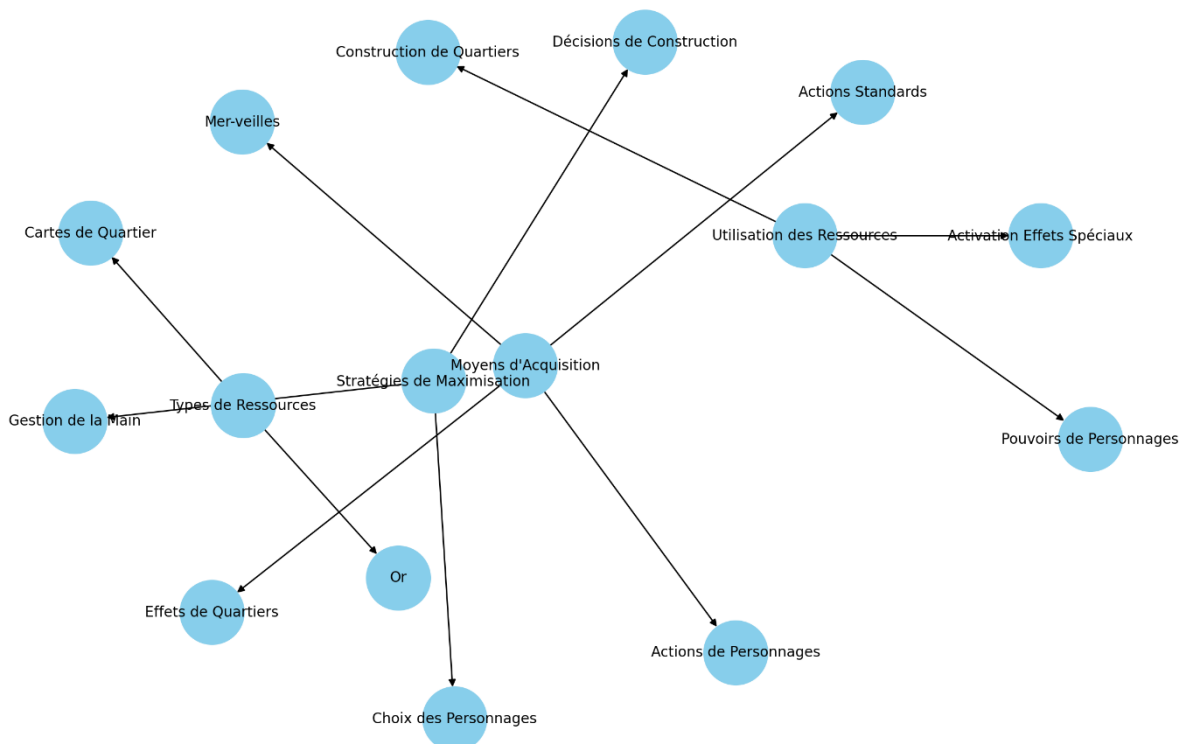 Décisions de Construction
Construction de Quartiers
Actions Standards
Mer-veilles
Cartes de Quartier
Utilisation des Ressources
Activation Effets Spéciaux
Moyens d'Acquisition
Stratégies de Maximisation
Types de Ressources
Gestion de la Main
Pouvoirs de Personnages
Or
Effets de Quartiers
Actions de Personnages
Choix des Personnages